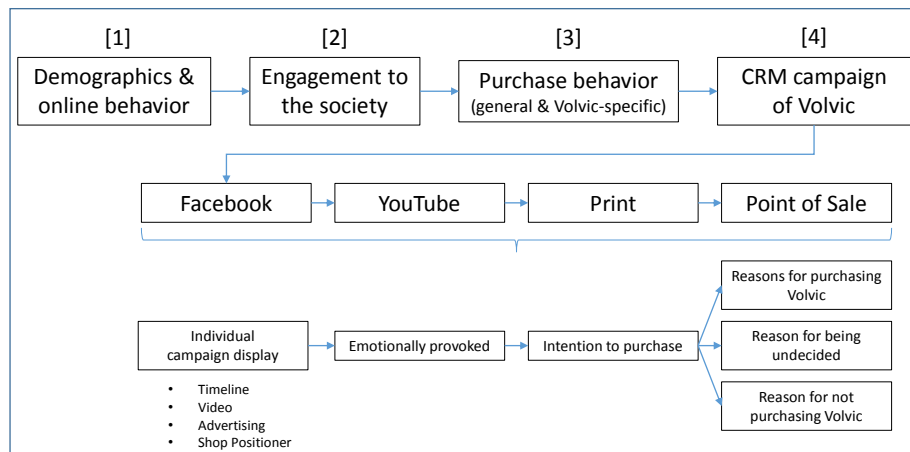 [1]
[2]
[3]
[4]
Demographics &
online behavior
Engagement to
the society
Purchase behavior
(general & Volvic-specific)
CRM campaign
of Volvic
Facebook
YouTube
Print
Point of Sale
Individual
campaign display
Emotionally provoked
Intention to purchase
Reasons for purchasing
Volvic
Reason for being
undecided
Reason for not
purchasing Volvic
• Timeline
• Video
• Advertising
• Shop Positioner